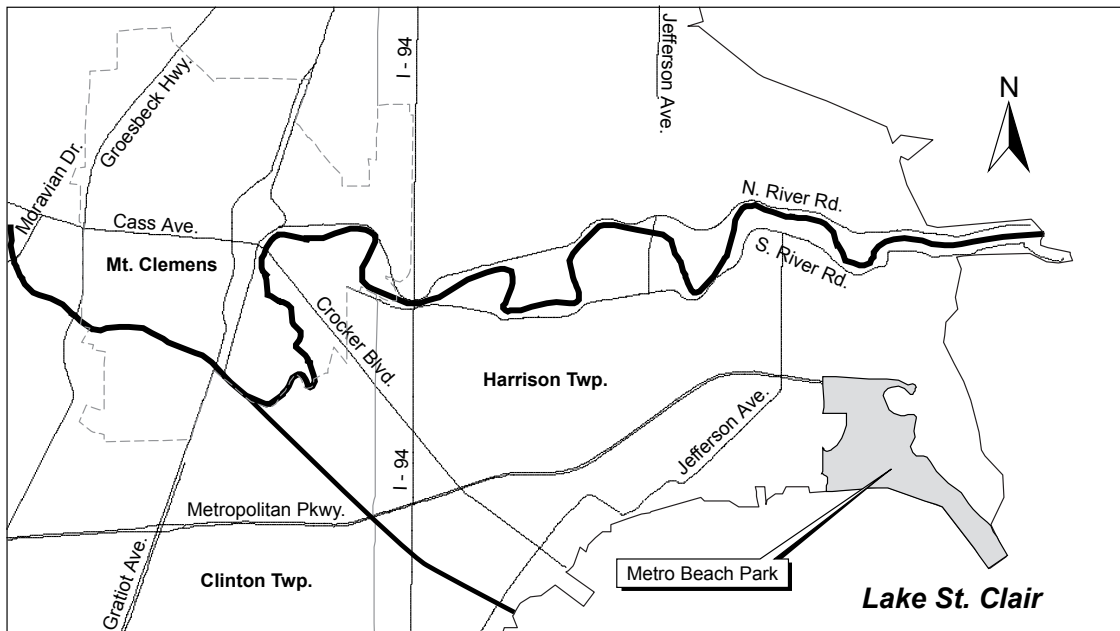 I - 94
Jefferson Ave.
Groesbeck Hwy.
N
Moravian Dr.
N. River Rd.
Cass Ave.
S. River Rd.
Mt. Clemens
Crocker Blvd.
Harrison Twp.
Jefferson Ave.
I - 94
Metropolitan Pkwy.
Gratiot Ave.
Clinton Twp.
Metro Beach Park
Lake St. Clair